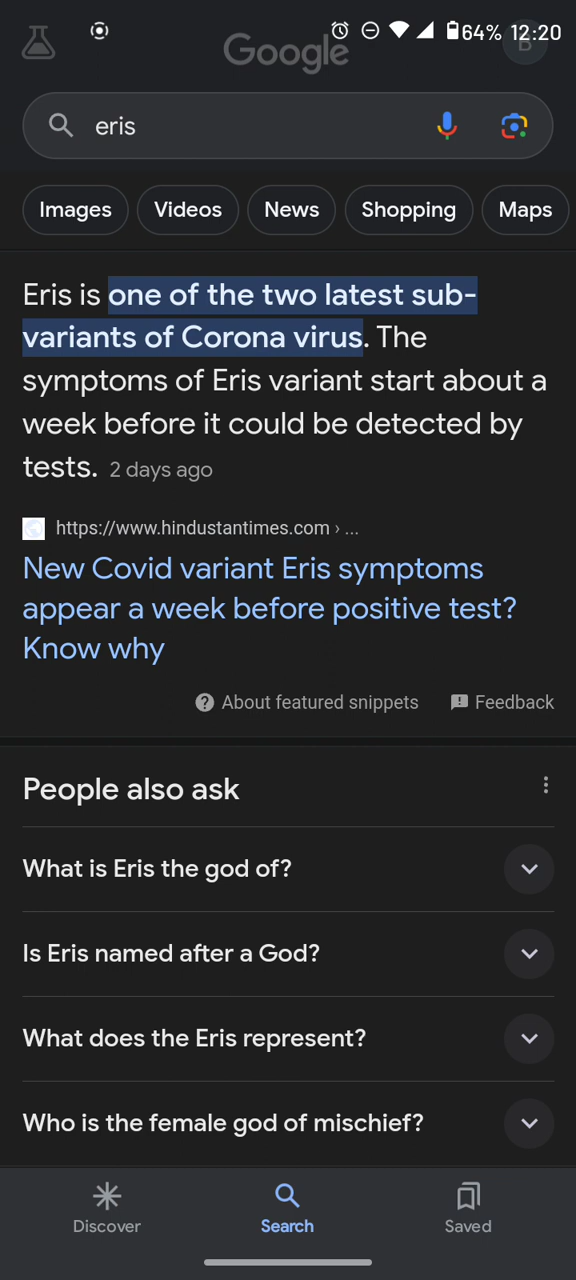 64% 12:20
Google
B
eris
Images Videos News Shopping Maps
Eris is one of the two latest sub-
variants of Corona virus. The
symptoms of Eris variant start about a
week before it could be detected by
tests. 2 days ago
https://www.hindustantimes.com › ...
New Covid variant Eris symptoms
appear a week before positive test?
Know why
About featured snippets Feedback
People also ask
What is Eris the god of?
Is Eris named after a God?
What does the Eris represent?
Who is the female god of mischief?
Discover Search Saved